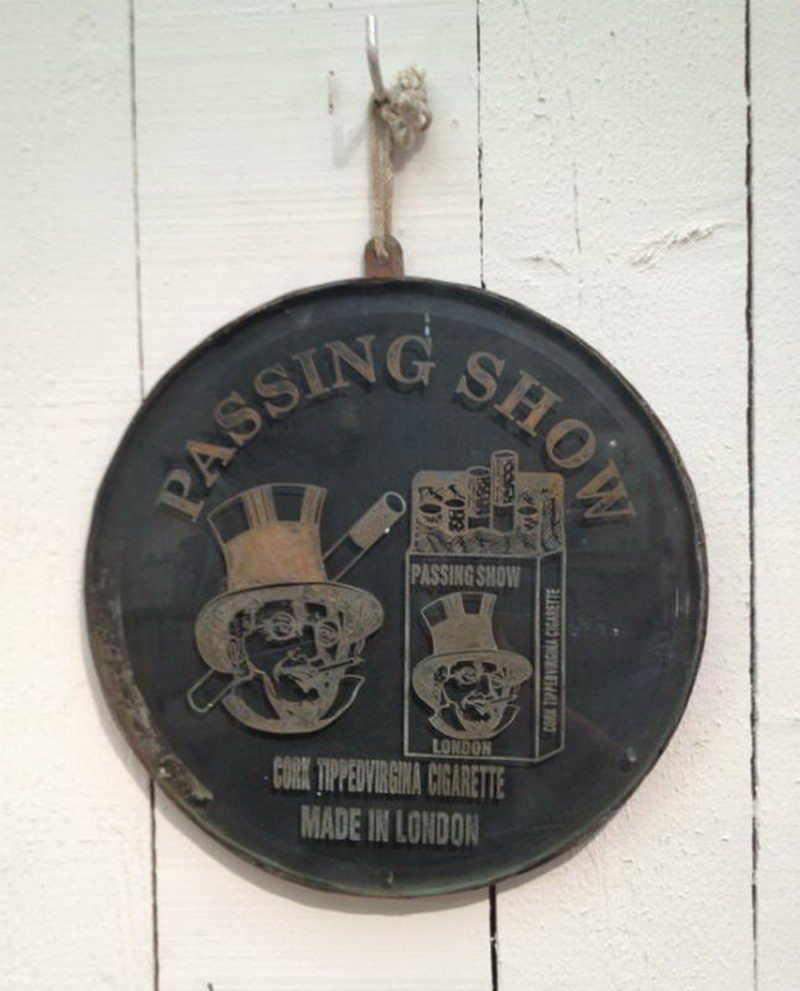 PASSING SHOW
PASSING SHOW
CORK TIPPEDVIRGINA CIGARETTE
LONDON
CORK TIPPEDVIRGINA CIGARETTE
MADE IN LONDON